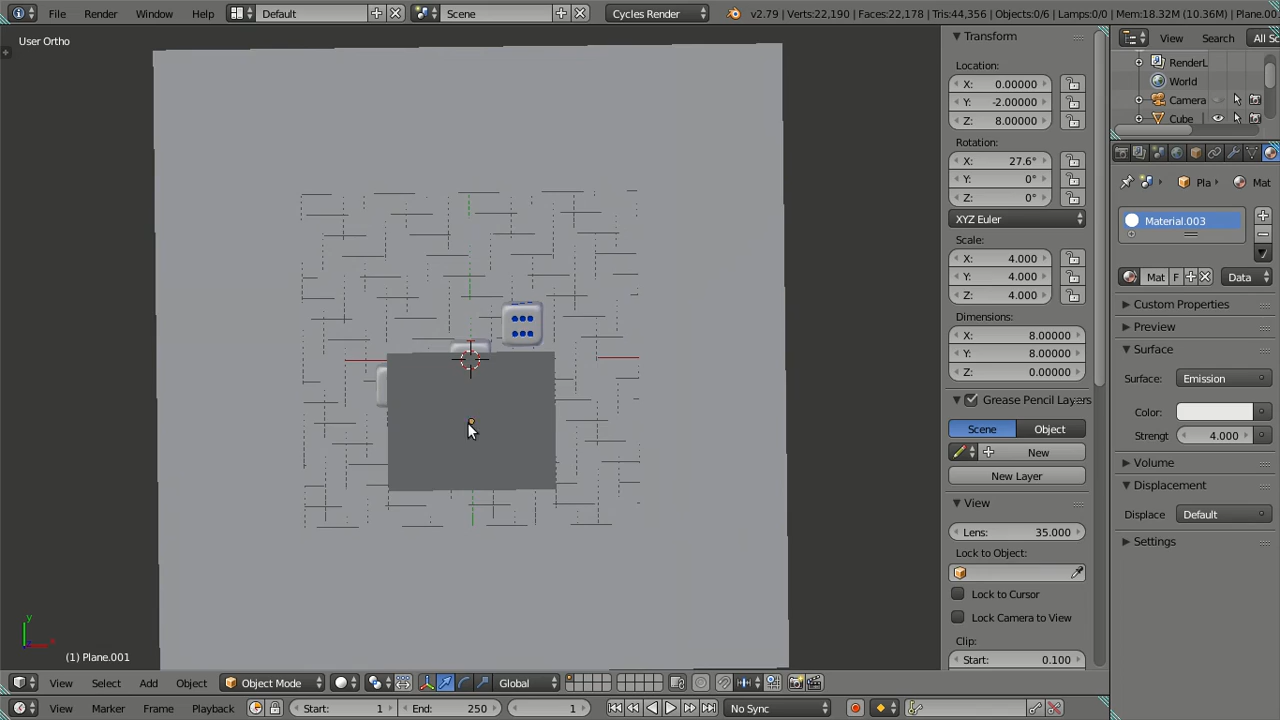 File Render Window Help Default Scene Cycles Render v2.79 | Verts:22,190 | Faces:22,178 | Tris:44,356 | Objects:0/6 | Lamps:0/0 | Mem:18.32M (10.36M) | Plane.00
User Ortho
Transform
View Search All Sc
Location:
RenderL
X: 0.00000
World
Y: -2.00000
Camera
Z: 8.00000
Cube
Rotation:
X: 27.6°
Y: 0°
Pla Mat
Z: 0°
XYZ Euler
Material.003
Scale:
X: 4.000
Y: 4.000
Mat F Data
Z: 4.000
Custom Properties
Dimensions:
Preview
X: 8.00000
Surface
Y: 8.00000
Z: 0.00000
Surface: Emission
Grease Pencil Layers
Color:
Scene Object
Strengt 4.000
New
Volume
New Layer
Displacement
View
Displace Default
Lens: 35.000
Settings
Lock to Object:
Lock to Cursor
Lock Camera to View
Clip:
Start: 0.100
y
x
(1) Plane.001
View Select Add Object Object Mode Global
View Marker Frame Playback Start: 1 End: 250 1 No Sync